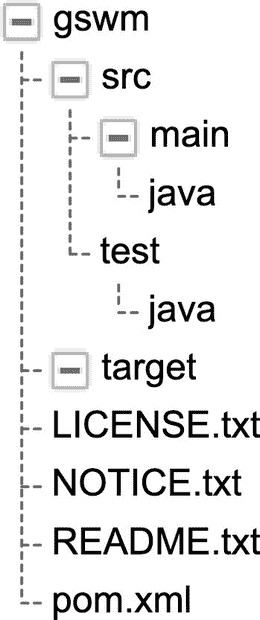 gswm
src
main
java
test
java
target
LICENSE.txt
NOTICE.txt
README.txt
pom.xml